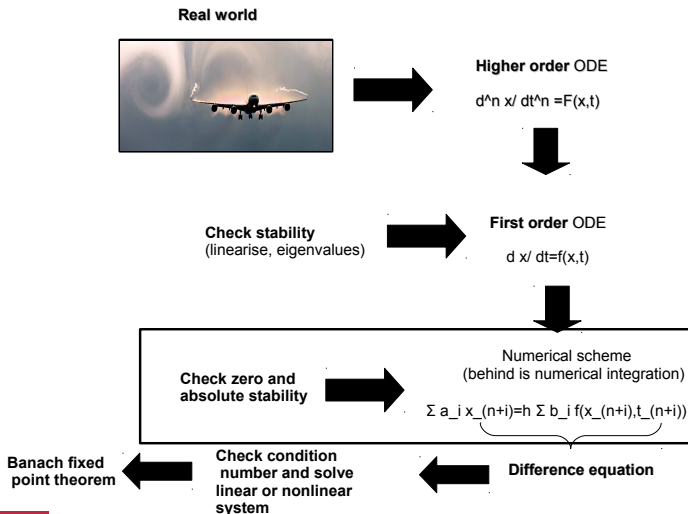 Real world
Higher order ODE
d^n x/ dt^n =F(x,t)
Check stability
(linearise, eigenvalues)
First order ODE
d x/ dt=f(x,t)
Numerical scheme
(behind is numerical integration)
Check zero and
absolute stability
Σ a_i x_(n+i)=h Σ b_i f(x_(n+i),t_(n+i))
Difference equation
Check condition
number and solve
linear or nonlinear
system
Banach fixed
point theorem